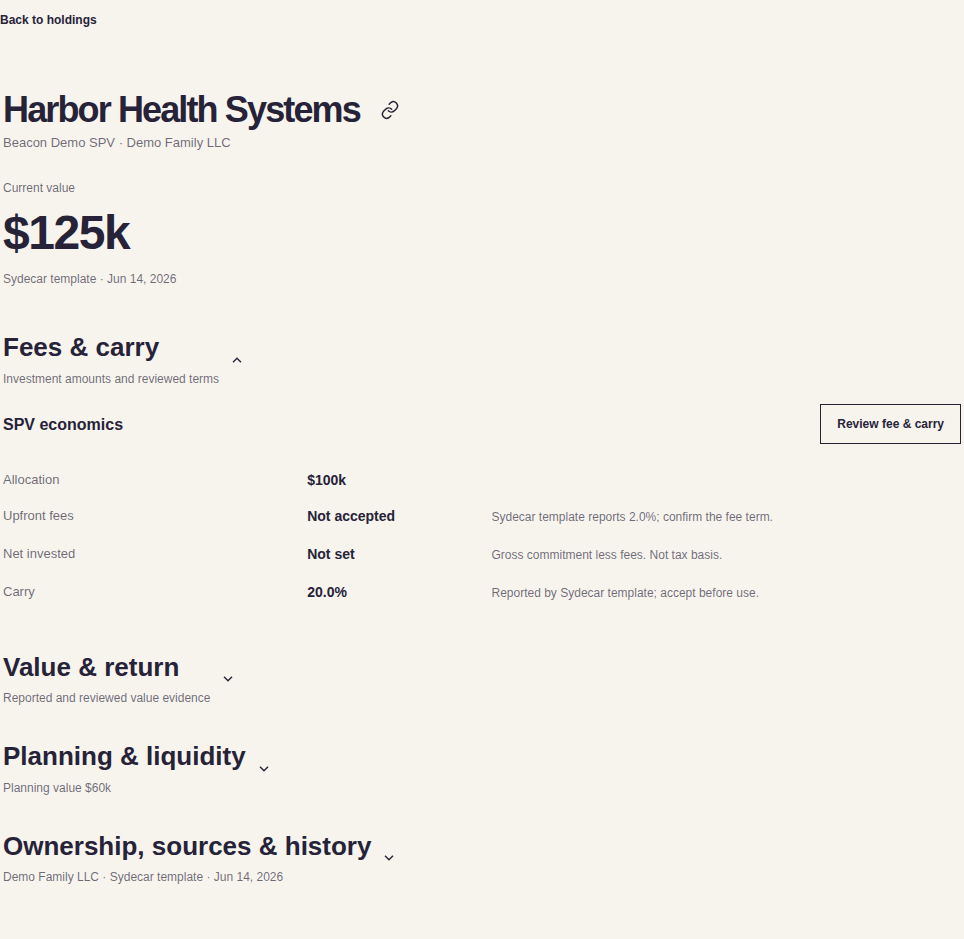 Back to holdings
Harbor Health Systems
Beacon Demo SPV · Demo Family LLC
Current value
$125k
Sydecar template · Jun 14, 2026
Fees & carry
Investment amounts and reviewed terms
SPV economics
Review fee & carry
Allocation $100k
Upfront fees Not accepted Sydecar template reports 2.0%; confirm the fee term.
Net invested Not set Gross commitment less fees. Not tax basis.
Carry 20.0% Reported by Sydecar template; accept before use.
Value & return
Reported and reviewed value evidence
Planning & liquidity
Planning value $60k
Ownership, sources & history
Demo Family LLC · Sydecar template · Jun 14, 2026